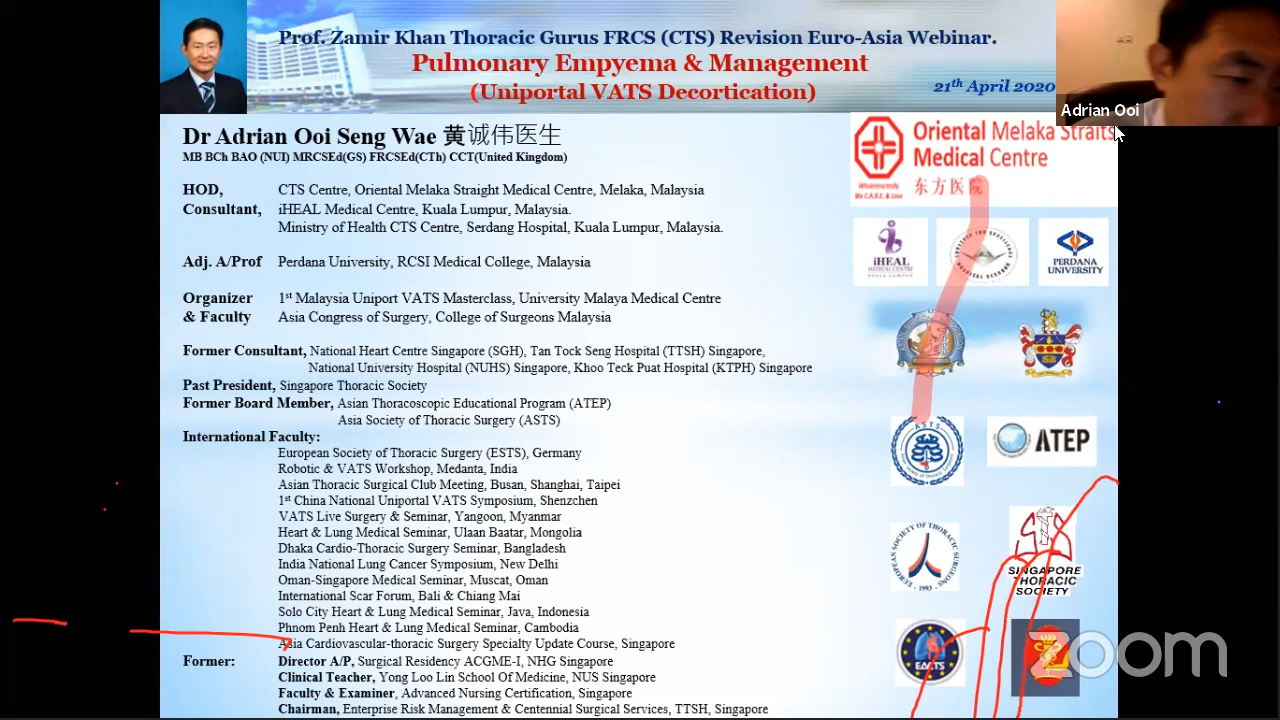 Prof. Zamir Khan Thoracic Gurus FRCS (CTS) Revision Euro-Asia Webinar.
Pulmonary Empyema & Management
(Uniportal VATS Decortication)
21th April 2020
Adrian Ooi
Dr Adrian Ooi Seng Wae 黄诚伟医生
MB BCh BAO (NUI) MRCSEd(GS) FRCSEd(CTh) CCT(United Kingdom)
HOD, CTS Centre, Oriental Melaka Straight Medical Centre, Melaka, Malaysia
Consultant, iHEAL Medical Centre, Kuala Lumpur, Malaysia.
Ministry of Health CTS Centre, Serdang Hospital, Kuala Lumpur, Malaysia.
Adj. A/Prof Perdana University, RCSI Medical College, Malaysia
Organizer 1st Malaysia Uniport VATS Masterclass, University Malaya Medical Centre
& Faculty Asia Congress of Surgery, College of Surgeons Malaysia
Former Consultant, National Heart Centre Singapore (SGH), Tan Tock Seng Hospital (TTSH) Singapore,
National University Hospital (NUHS) Singapore, Khoo Teck Puat Hospital (KTPH) Singapore
Past President, Singapore Thoracic Society
Former Board Member, Asian Thoracoscopic Educational Program (ATEP)
Asia Society of Thoracic Surgery (ASTS)
International Faculty:
European Society of Thoracic Surgery (ESTS), Germany
Robotic & VATS Workshop, Medanta, India
Asian Thoracic Surgical Club Meeting, Busan, Shanghai, Taipei
1st China National Uniportal VATS Symposium, Shenzchen
VATS Live Surgery & Seminar, Yangoon, Myanmar
Heart & Lung Medical Seminar, Ulaan Baatar, Mongolia
Dhaka Cardio-Thoracic Surgery Seminar, Bangladesh
India National Lung Cancer Symposium, New Delhi
Oman-Singapore Medical Seminar, Muscat, Oman
International Scar Forum, Bali & Chiang Mai
Solo City Heart & Lung Medical Seminar, Java, Indonesia
Phnom Penh Heart & Lung Medical Seminar, Cambodia
Asia Cardiovascular-thoracic Surgery Specialty Update Course, Singapore
Former: Director A/P, Surgical Residency ACGME-I, NHG Singapore
Clinical Teacher, Yong Loo Lin School Of Medicine, NUS Singapore
Faculty & Examiner, Advanced Nursing Certification, Singapore
Chairman, Enterprise Risk Management & Centennial Surgical Services, TTSH, Singapore
Oriental Melaka Straits
Medical Centre
东方医院
iHEAL
MEDICAL CENTRE
KUALA LUMPUR
PERDANA
UNIVERSITY
ASTS
ATEP
EUROPEAN SOCIETY OF THORACIC SURGEONS
1993
STS
SINGAPORE
THORACIC
SOCIETY
EACTS
zoom